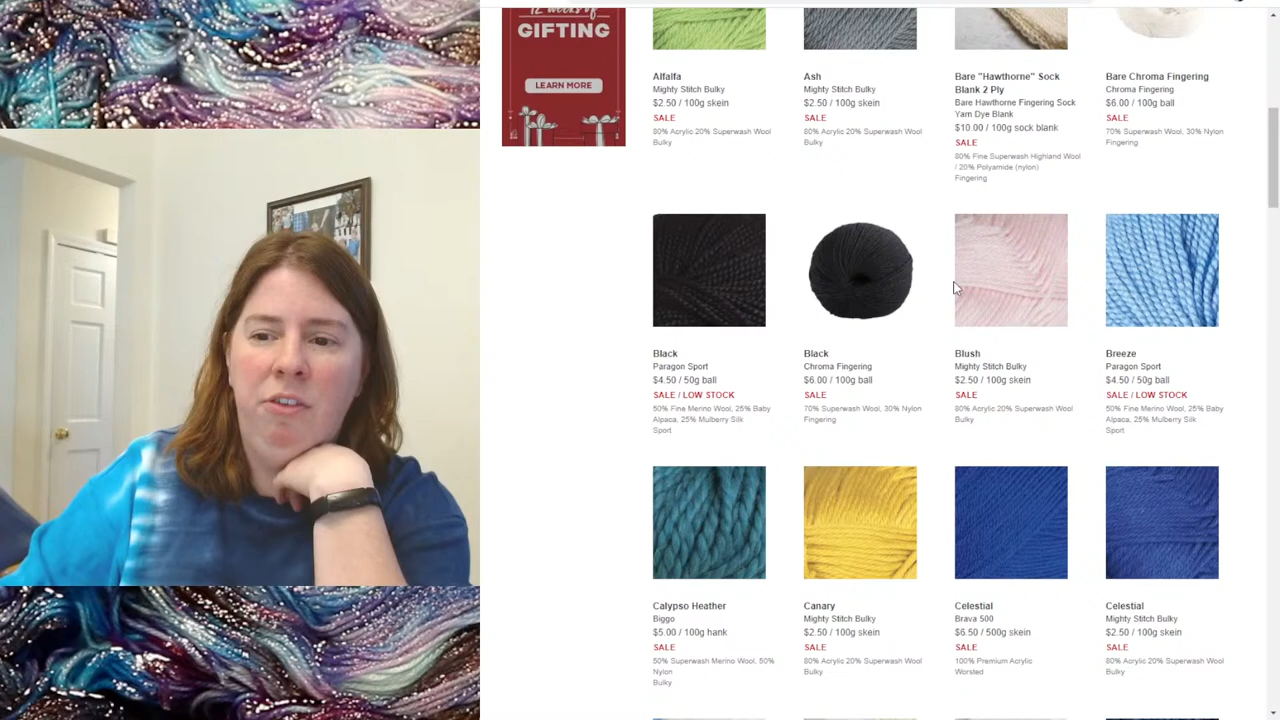 12 weeks of
GIFTING
LEARN MORE
Alfalfa
Mighty Stitch Bulky
$2.50 / 100g skein
SALE
80% Acrylic 20% Superwash Wool
Bulky
Ash
Mighty Stitch Bulky
$2.50 / 100g skein
SALE
80% Acrylic 20% Superwash Wool
Bulky
Bare "Hawthorne" Sock
Blank 2 Ply
Bare Hawthorne Fingering Sock
Yarn Dye Blank
$10.00 / 100g sock blank
SALE
80% Fine Superwash Highland Wool
/ 20% Polyamide (nylon)
Fingering
Bare Chroma Fingering
Chroma Fingering
$6.00 / 100g ball
SALE
70% Superwash Wool, 30% Nylon
Fingering
Black
Paragon Sport
$4.50 / 50g ball
SALE / LOW STOCK
50% Fine Merino Wool, 25% Baby
Alpaca, 25% Mulberry Silk
Sport
Black
Chroma Fingering
$6.00 / 100g ball
SALE
70% Superwash Wool, 30% Nylon
Fingering
Blush
Mighty Stitch Bulky
$2.50 / 100g skein
SALE
80% Acrylic 20% Superwash Wool
Bulky
Breeze
Paragon Sport
$4.50 / 50g ball
SALE / LOW STOCK
50% Fine Merino Wool, 25% Baby
Alpaca, 25% Mulberry Silk
Sport
Calypso Heather
Biggo
$5.00 / 100g hank
SALE
50% Superwash Merino Wool, 50%
Nylon
Bulky
Canary
Mighty Stitch Bulky
$2.50 / 100g skein
SALE
80% Acrylic 20% Superwash Wool
Bulky
Celestial
Brava 500
$6.50 / 500g skein
SALE
100% Premium Acrylic
Worsted
Celestial
Mighty Stitch Bulky
$2.50 / 100g skein
SALE
80% Acrylic 20% Superwash Wool
Bulky